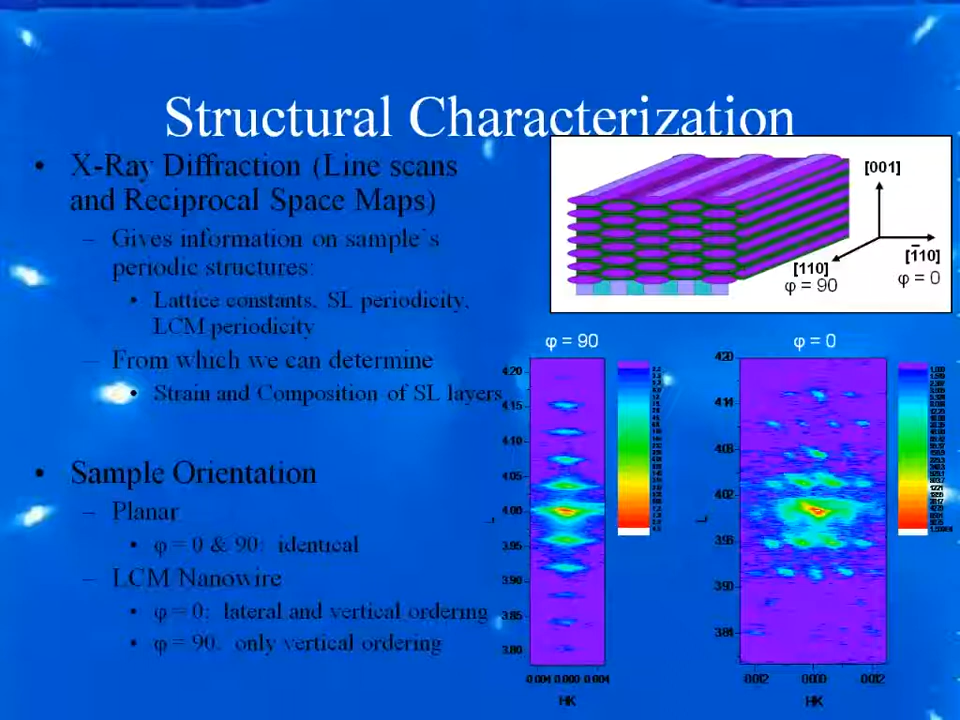 Structural Characterization
• X-Ray Diffraction (Line scans
and Reciprocal Space Maps)
– Gives information on sample`s
periodic structures:
• Lattice constants, SL periodicity,
LCM periodicity
– From which we can determine
• Strain and Composition of SL layers
• Sample Orientation
– Planar
• φ = 0 & 90: identical
– LCM Nanowire
• φ = 0: lateral and vertical ordering
• φ = 90: only vertical ordering
[001]
[1̄10]
φ = 0
[110]
φ = 90
φ = 90
4.20
4.15
4.10
4.05
4.00
3.95
3.90
3.85
3.80
L
0.004 0.000 0.004
HK
φ = 0
4.20
4.14
4.08
4.02
3.96
3.90
3.84
L
0.012 0.000 0.012
HK